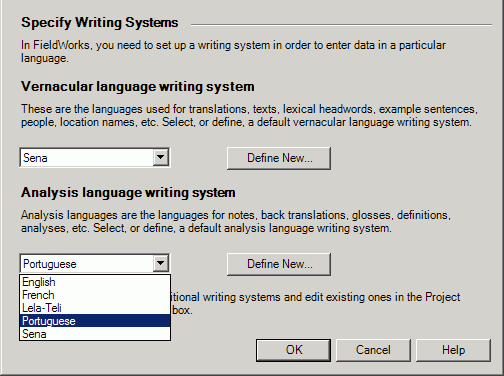 Specify Writing Systems
In FieldWorks, you need to set up a writing system in order to enter data in a particular
language.
Vernacular language writing system
These are the languages used for translations, texts, lexical headwords, example sentences,
people, location names, etc. Select, or define, a default vernacular language writing system.
Sena
Define New...
Analysis language writing system
Analysis languages are the languages for notes, back translations, glosses, definitions,
analyses, etc. Select, or define, a default analysis language writing system.
Portuguese
Define New...
English
French
Lela-Teli
Portuguese
Sena
writing systems and edit existing ones in the Project
box.
OK
Cancel
Help